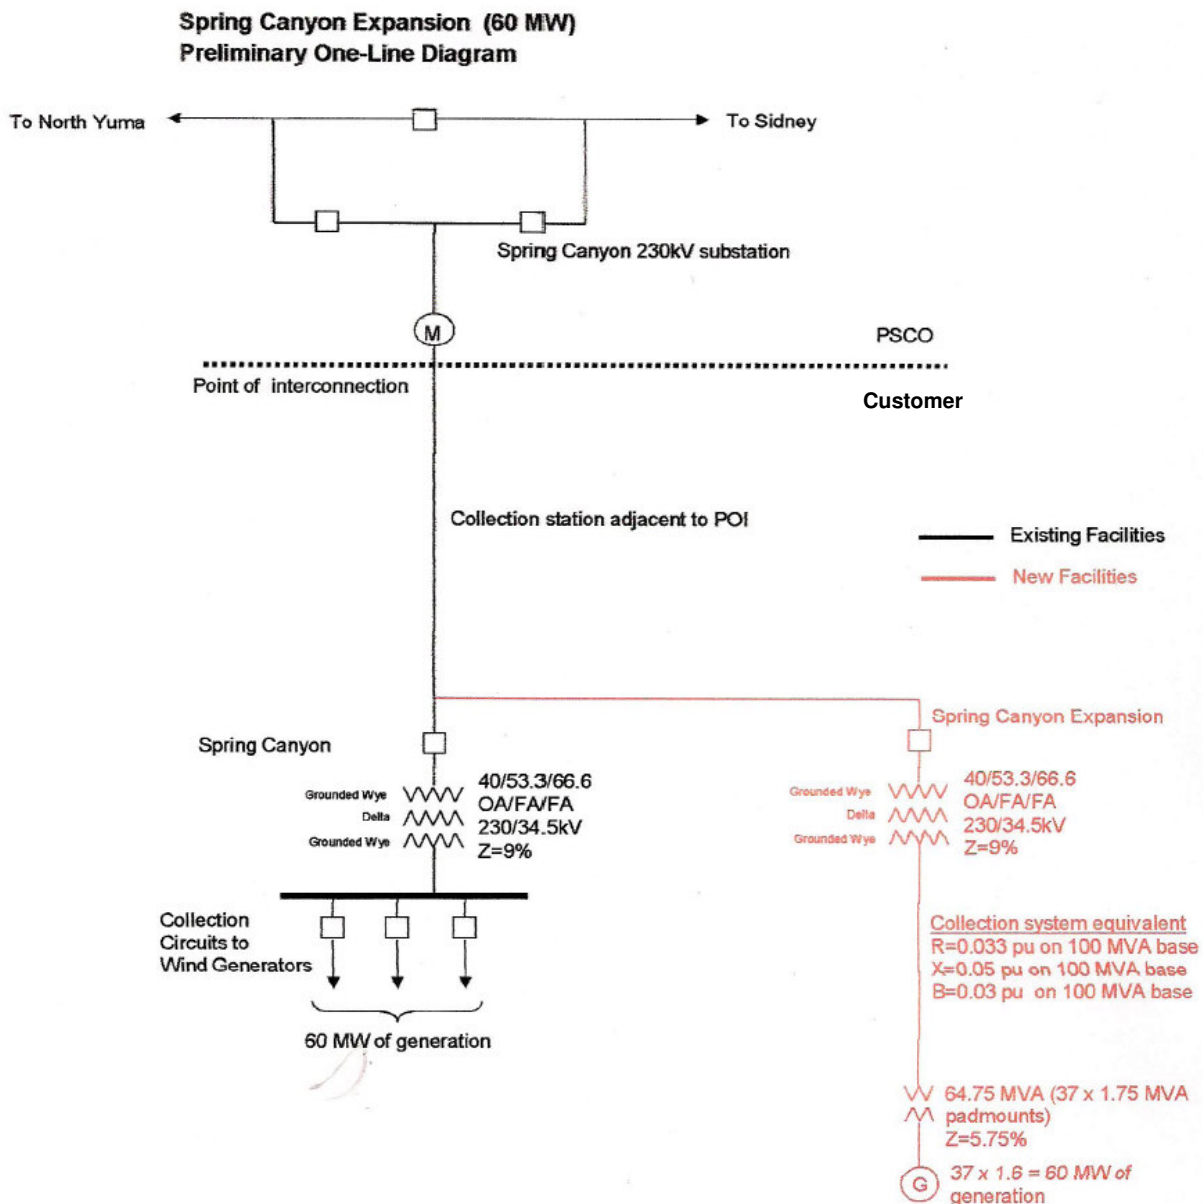 Spring Canyon Expansion (60 MW)
Preliminary One-Line Diagram
To North Yuma
To Sidney
Spring Canyon 230kV substation
M
PSCO
Point of interconnection
Customer
Collection station adjacent to POI
Existing Facilities
New Facilities
Spring Canyon
Grounded Wye
Delta
Grounded Wye
40/53.3/66.6
OA/FA/FA
230/34.5kV
Z=9%
Spring Canyon Expansion
Grounded Wye
Delta
Grounded Wye
40/53.3/66.6
OA/FA/FA
230/34.5kV
Z=9%
Collection
Circuits to
Wind Generators
60 MW of generation
Collection system equivalent
R=0.033 pu on 100 MVA base
X=0.05 pu on 100 MVA base
B=0.03 pu on 100 MVA base
64.75 MVA (37 x 1.75 MVA
padmounts)
Z=5.75%
G
37 x 1.6 = 60 MW of
generation